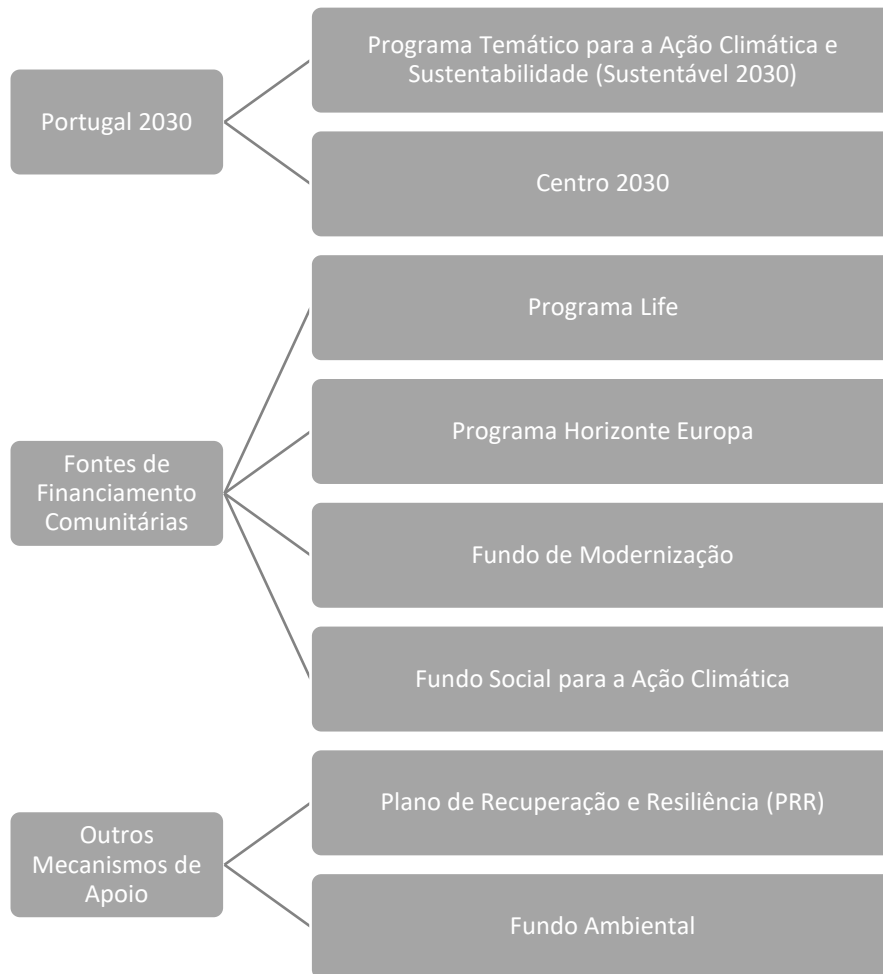 Portugal 2030
Programa Temático para a Ação Climática e
Sustentabilidade (Sustentável 2030)
Centro 2030
Fontes de
Financiamento
Comunitárias
Programa Life
Programa Horizonte Europa
Fundo de Modernização
Fundo Social para a Ação Climática
Outros
Mecanismos de
Apoio
Plano de Recuperação e Resiliência (PRR)
Fundo Ambiental